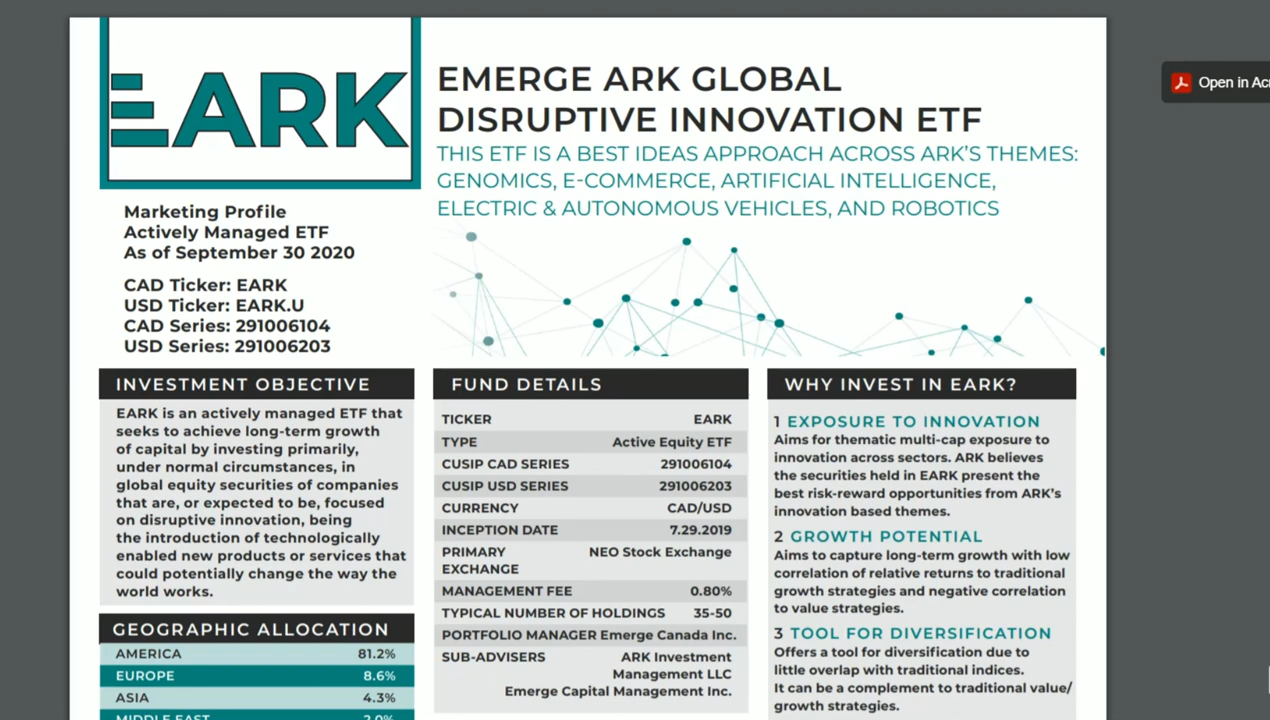 EARK
EMERGE ARK GLOBAL
DISRUPTIVE INNOVATION ETF
THIS ETF IS A BEST IDEAS APPROACH ACROSS ARK'S THEMES:
GENOMICS, E-COMMERCE, ARTIFICIAL INTELLIGENCE,
ELECTRIC & AUTONOMOUS VEHICLES, AND ROBOTICS
Open in
Marketing Profile
Actively Managed ETF
As of September 30 2020
CAD Ticker: EARK
USD Ticker: EARK.U
CAD Series: 291006104
USD Series: 291006203
INVESTMENT OBJECTIVE
EARK is an actively managed ETF that
seeks to achieve long-term growth
of capital by investing primarily,
under normal circumstances, in
global equity securities of companies
that are, or expected to be, focused
on disruptive innovation, being
the introduction of technologically
enabled new products or services that
could potentially change the way the
world works.
GEOGRAPHIC ALLOCATION
AMERICA 81.2%
EUROPE 8.6%
ASIA 4.3%
MIDDLE EAST 2.0%
FUND DETAILS
TICKER EARK
TYPE Active Equity ETF
CUSIP CAD SERIES 291006104
CUSIP USD SERIES 291006203
CURRENCY CAD/USD
INCEPTION DATE 7.29.2019
PRIMARY NEO Stock Exchange
EXCHANGE
MANAGEMENT FEE 0.80%
TYPICAL NUMBER OF HOLDINGS 35-50
PORTFOLIO MANAGER Emerge Canada Inc.
SUB-ADVISERS ARK Investment
Management LLC
Emerge Capital Management Inc.
WHY INVEST IN EARK?
1 EXPOSURE TO INNOVATION
Aims for thematic multi-cap exposure to
innovation across sectors. ARK believes
the securities held in EARK present the
best risk-reward opportunities from ARK's
innovation based themes.
2 GROWTH POTENTIAL
Aims to capture long-term growth with low
correlation of relative returns to traditional
growth strategies and negative correlation
to value strategies.
3 TOOL FOR DIVERSIFICATION
Offers a tool for diversification due to
little overlap with traditional indices.
It can be a complement to traditional value/
growth strategies.